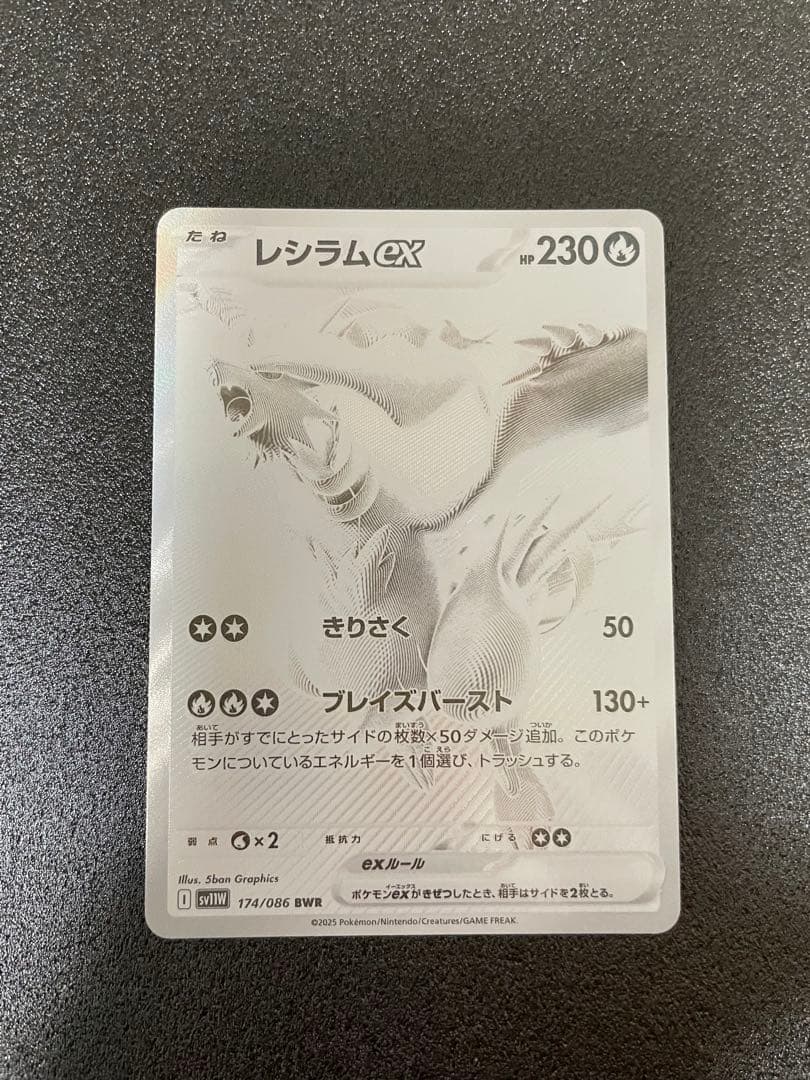 たね レシラムex HP 230
きりさく 50
ブレイズバースト 130+
相手がすでにとったサイドの枚数×50ダメージ追加。このポケ
モンについているエネルギーを1個選び、トラッシュする。
弱点 ×2 抵抗力 にげる
exルール
ポケモンexがきぜつしたとき、相手はサイドを2枚とる。
Illus. 5ban Graphics
I SV11W 174/086 BWR
©2025 Pokémon/Nintendo/Creatures/GAME FREAK.